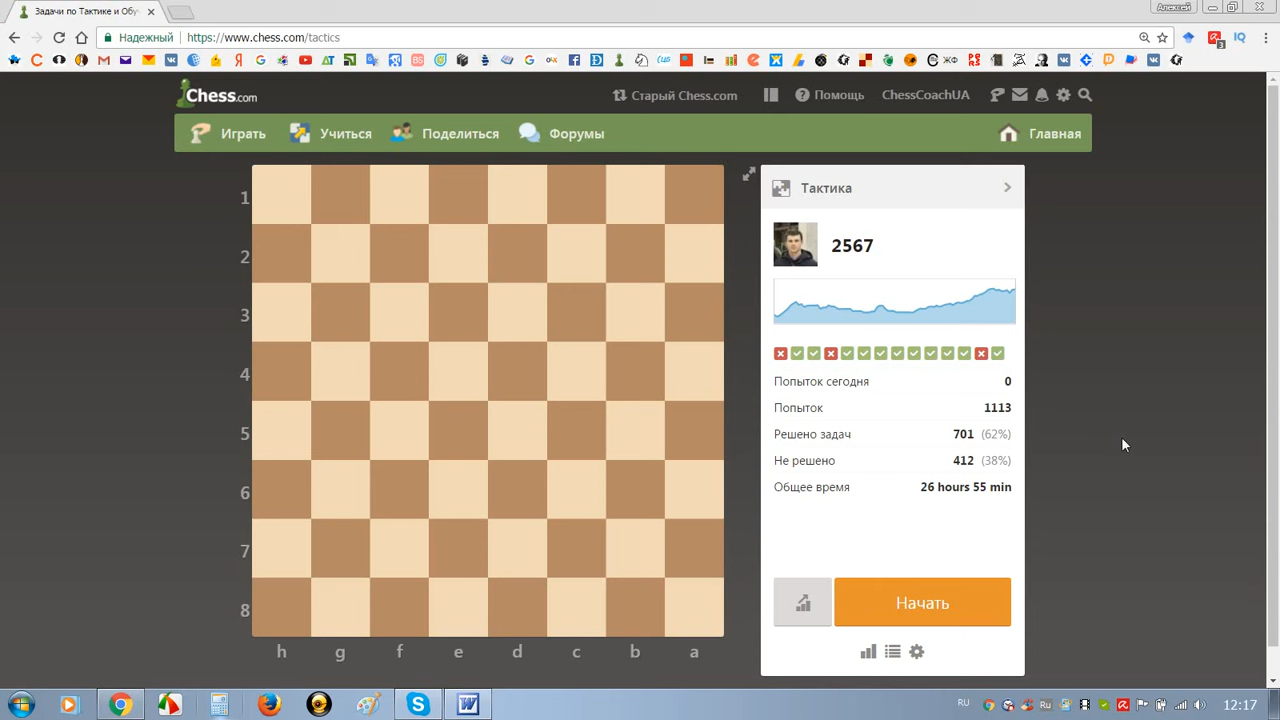 Задачи по Тактике и Обу
Алексей
Надежный
https://www.chess.com/tactics
Chess.com
Старый Chess.com
Помощь
ChessCoachUA
Играть
Учиться
Поделиться
Форумы
Главная
1
2
3
4
5
6
7
8
h g f e d c b a
Тактика
2567
Попыток сегодня 0
Попыток 1113
Решено задач 701 (62%)
Не решено 412 (38%)
Общее время 26 hours 55 min
Начать
RU
12:17